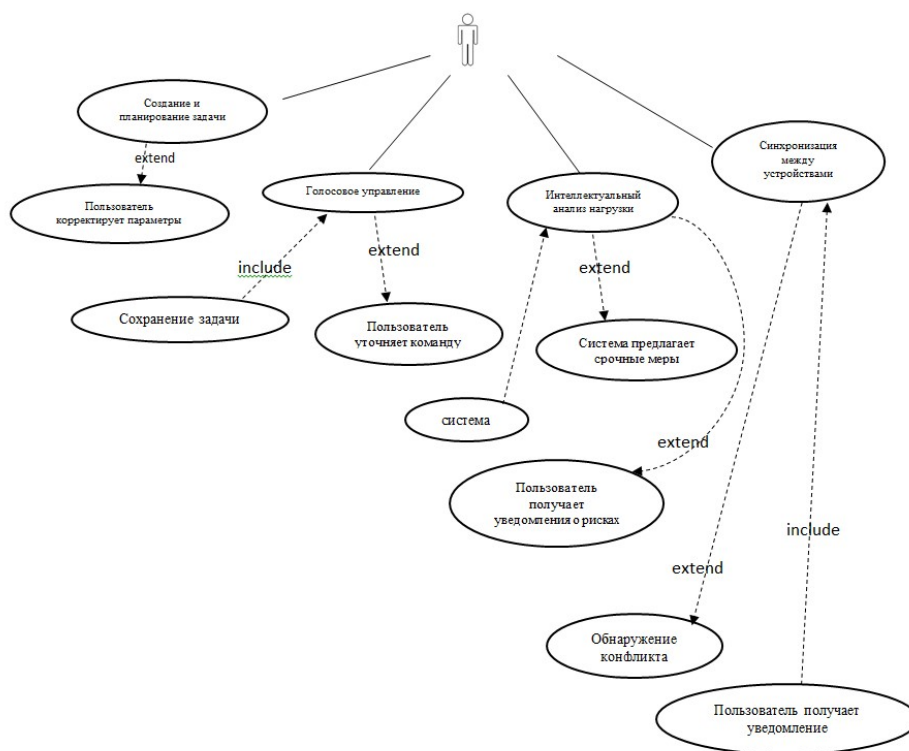 Создание и
планирование задачи
extend
Пользователь
корректирует параметры
Голосовое управление
include
extend
Сохранение задачи
Пользователь
уточняет команду
Интеллектуальный
анализ нагрузки
extend
Система предлагает
срочные меры
система
extend
Пользователь
получает
уведомления о рисках
Синхронизация
между
устройствами
include
extend
Обнаружение
конфликта
Пользователь получает
уведомление